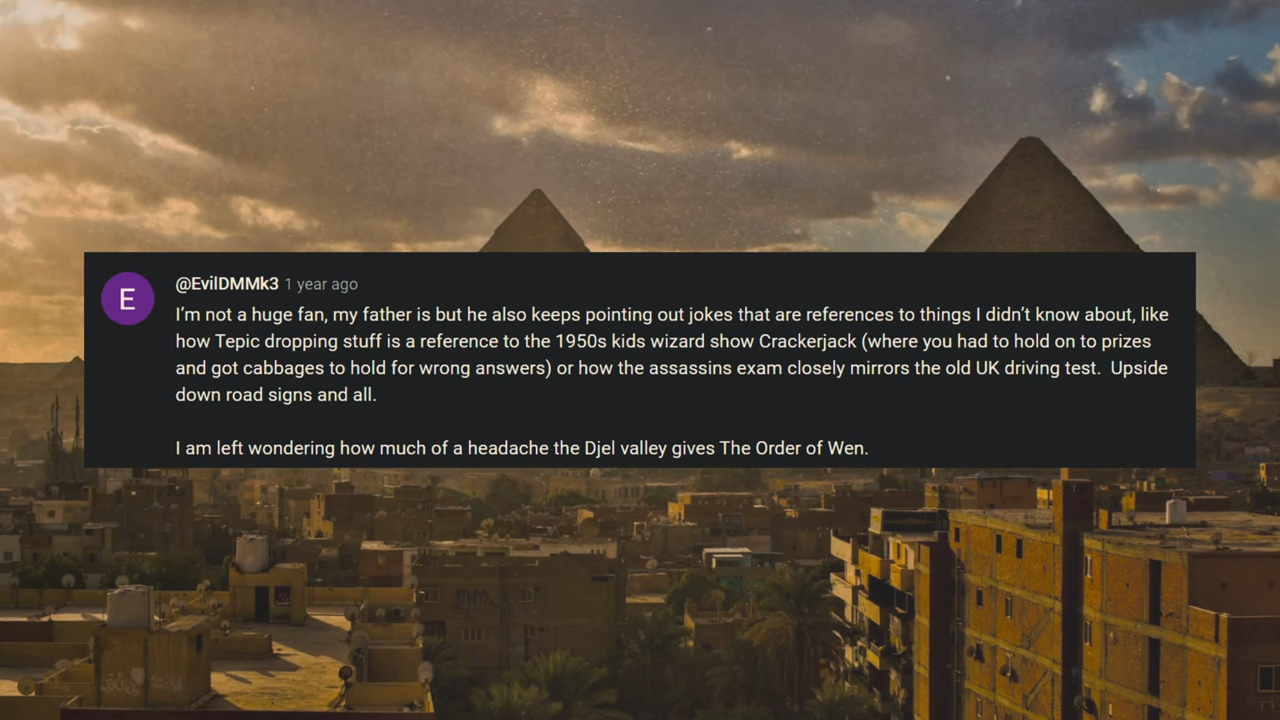 E
@EvilDMMk3 1 year ago
I’m not a huge fan, my father is but he also keeps pointing out jokes that are references to things I didn’t know about, like
how Tepic dropping stuff is a reference to the 1950s kids wizard show Crackerjack (where you had to hold on to prizes
and got cabbages to hold for wrong answers) or how the assassins exam closely mirrors the old UK driving test.  Upside
down road signs and all.
I am left wondering how much of a headache the Djel valley gives The Order of Wen.